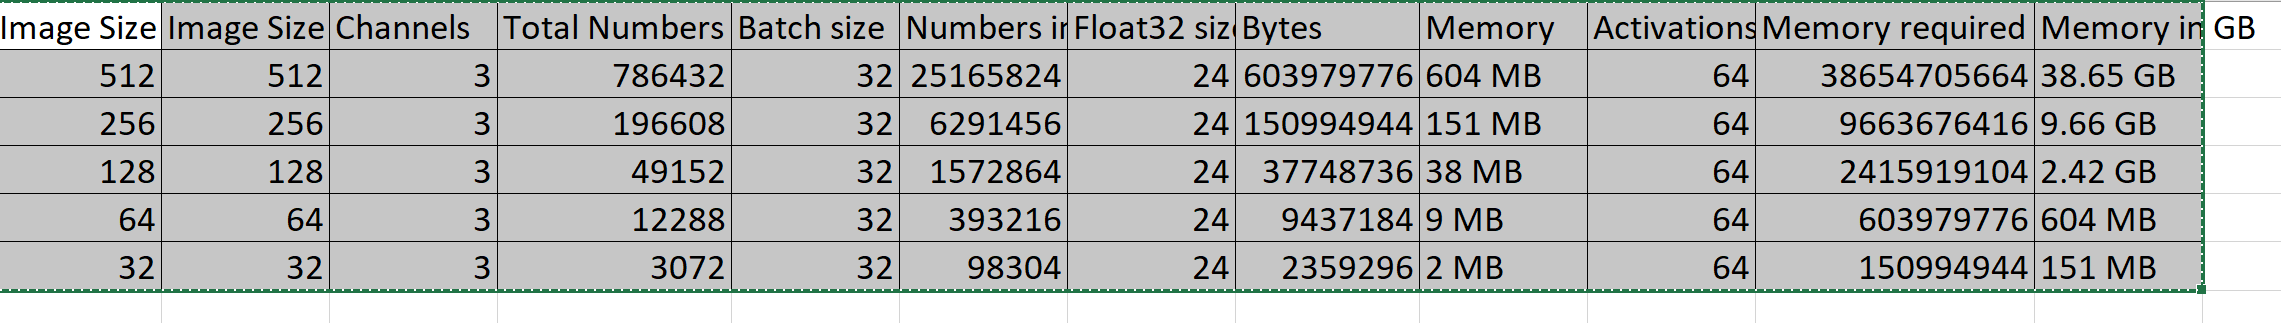 Image Size Image Size Channels Total Numbers Batch size Numbers in Float32 size Bytes Memory Activations Memory required Memory in GB
512 512 3 786432 32 25165824 24 603979776 604 MB 64 38654705664 38.65 GB
256 256 3 196608 32 6291456 24 150994944 151 MB 64 9663676416 9.66 GB
128 128 3 49152 32 1572864 24 37748736 38 MB 64 2415919104 2.42 GB
64 64 3 12288 32 393216 24 9437184 9 MB 64 603979776 604 MB
32 32 3 3072 32 98304 24 2359296 2 MB 64 150994944 151 MB